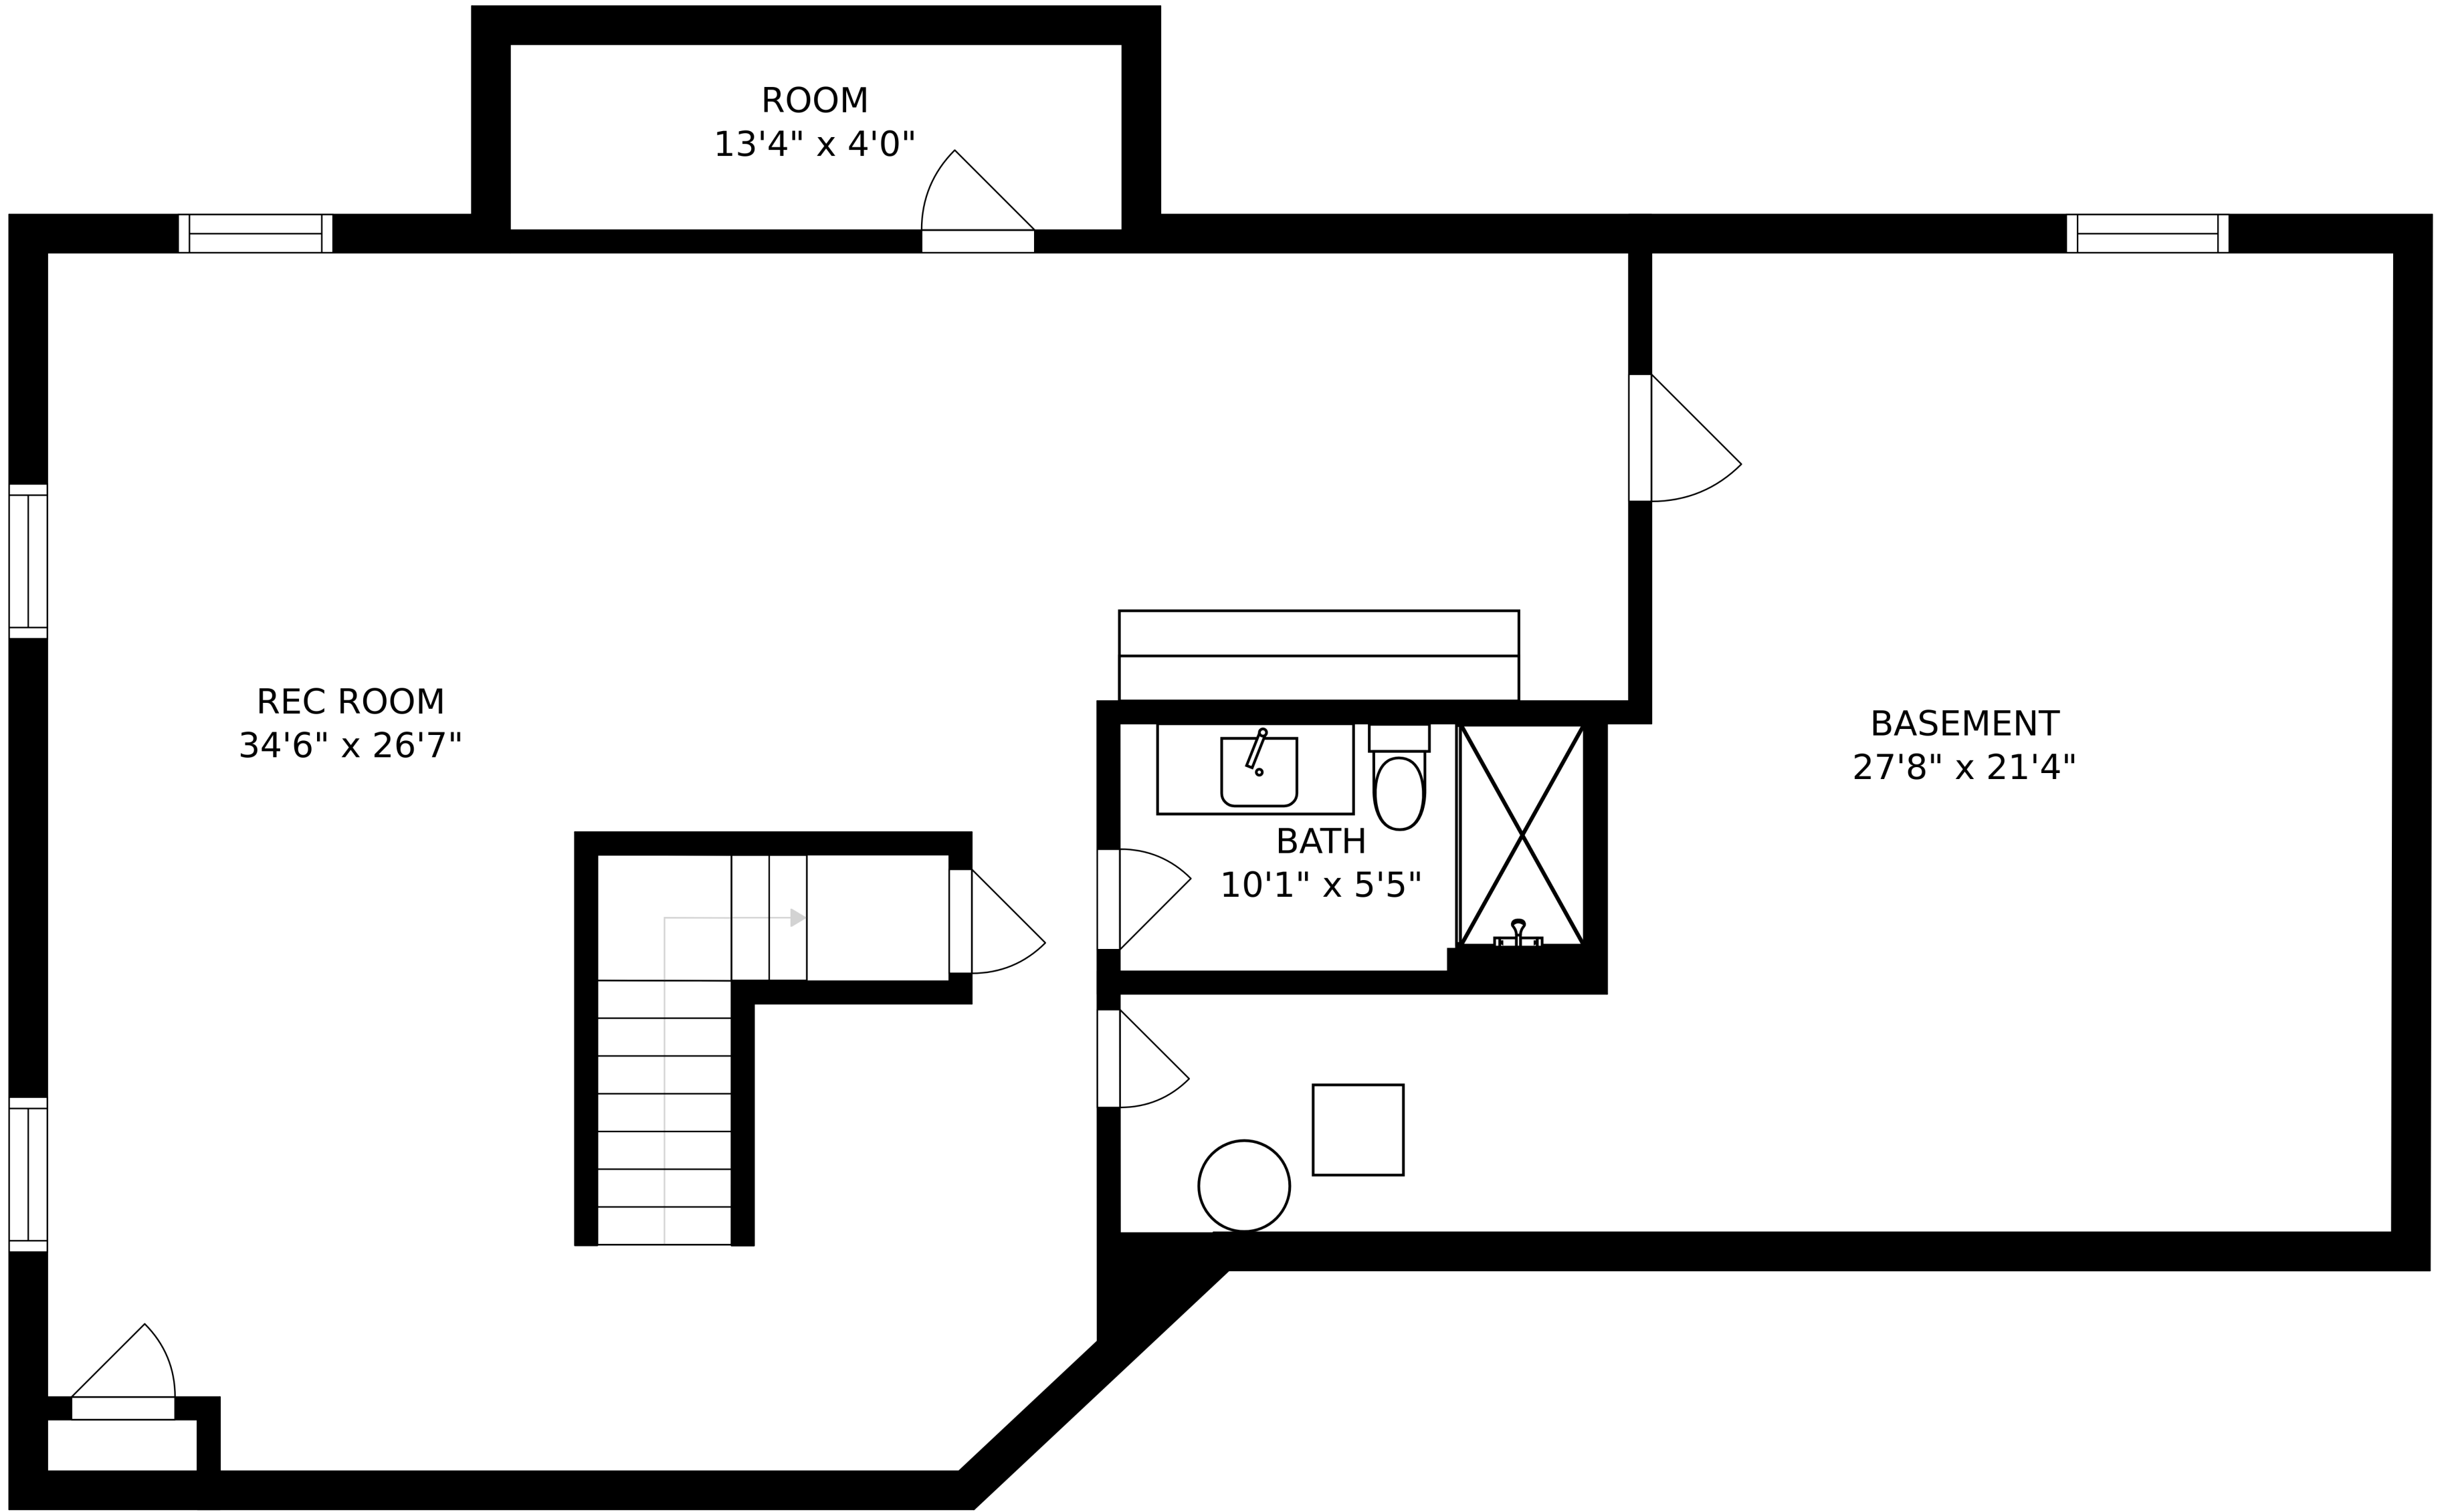 ROOM
13'4" x 4'0"
REC ROOM
34'6" x 26'7"
BASEMENT
27'8" x 21'4"
BATH
10'1" x 5'5"